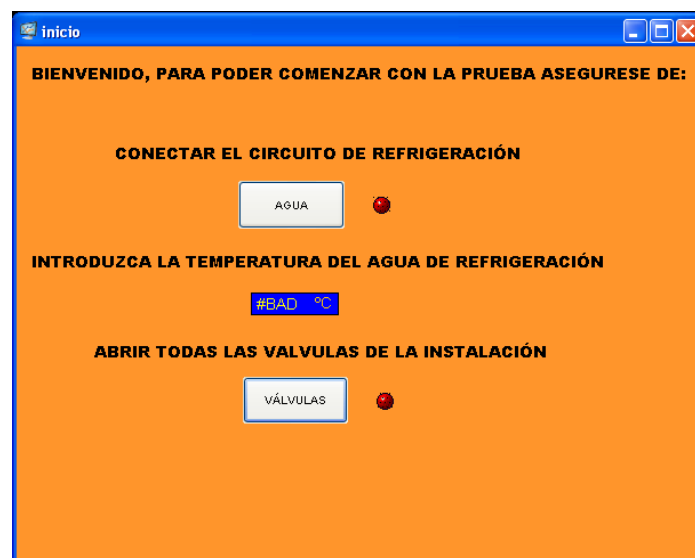 inicio
BIENVENIDO, PARA PODER COMENZAR CON LA PRUEBA ASEGURESE DE:
CONECTAR EL CIRCUITO DE REFRIGERACIÓN
AGUA
INTRODUZCA LA TEMPERATURA DEL AGUA DE REFRIGERACIÓN
#BAD ºC
ABRIR TODAS LAS VALVULAS DE LA INSTALACIÓN
VÁLVULAS